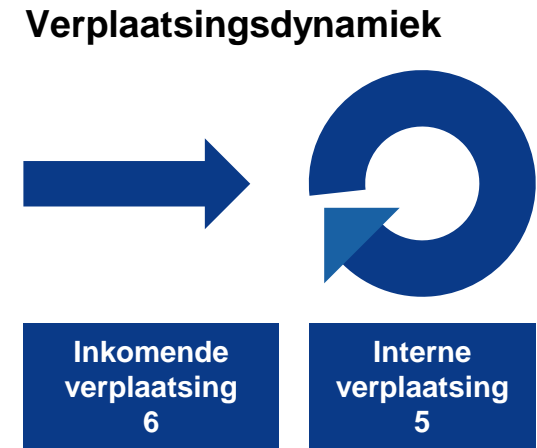 Verplaatsingsdynamiek
Inkomende
verplaatsing
6
Interne
verplaatsing
5